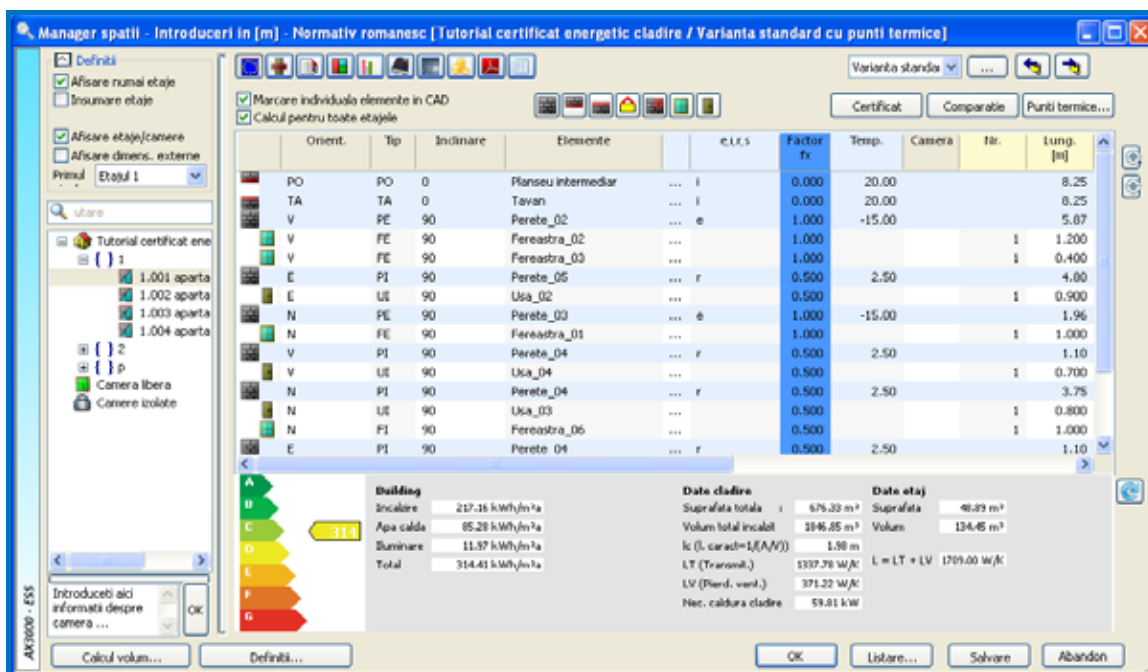 Manager spatii - Introduceri in [m] - Normativ romanesc [Tutorial certificat energetic cladire / Varianta standard cu punti termice]
Definitii
Afisare numai etaje
Insumare etaje
Afisare etaje/camere
Afisare dimens. externe
Primul Etajul 1
utare
Tutorial certificat ene
{ } 1
1.001 aparta
1.002 aparta
1.003 aparta
1.004 aparta
{ } 2
{ } p
Camera libera
Camere izolate
Introduceti aici informatii despre camera ...
OK
AX3000 - ESS
Varianta standar ...
Marcare individuala elemente in CAD
Calcul pentru toate etajele
Certificat Comparatie Punti termice...
Orient. Tip Inclinare Elemente e,i,r,s Factor fx Temp. Camera Nr. Lung. [m]
PO PO 0 Planseu intermediar ... i 0.000 20.00 8.25
TA TA 0 Tavan ... i 0.000 20.00 8.25
V PE 90 Perete_02 ... e 1.000 -15.00 5.87
V FE 90 Fereastra_02 ... 1.000 1 1.200
V FE 90 Fereastra_03 ... 1.000 1 0.400
E PI 90 Perete_05 ... r 0.500 2.50 4.80
E UI 90 Usa_02 ... 0.500 1 0.900
N PE 90 Perete_03 ... e 1.000 -15.00 1.96
N FE 90 Fereastra_01 ... 1.000 1 1.000
V PI 90 Perete_04 ... r 0.500 2.50 1.10
V UI 90 Usa_04 ... 0.500 1 0.700
N PI 90 Perete_04 ... r 0.500 2.50 3.75
N UI 90 Usa_03 ... 0.500 1 0.800
N FI 90 Fereastra_06 ... 0.500 1 1.000
E PI 90 Perete_04 ... r 0.500 2.50 1.10
A
B
C
D
E
F
G
314
Building
Incalzire 217.16 kWh/m²a
Apa calda 85.28 kWh/m²a
Iluminare 11.97 kWh/m²a
Total 314.41 kWh/m²a
Date cladire
Suprafata totala : 676.33 m²
Volum total incalzit 1846.85 m³
lc (l. caract=1/(A/V)) 1.98 m
LT (Transmit.) 1337.78 W/K
LV (Pierd. vent.) 371.22 W/K
Nec. caldura cladire 59.81 kW
Date etaj
Suprafata 48.89 m²
Volum 134.45 m³
L = LT + LV 1709.00 W/K
Calcul volum... Definitii... OK Listare... Salvare Abandon